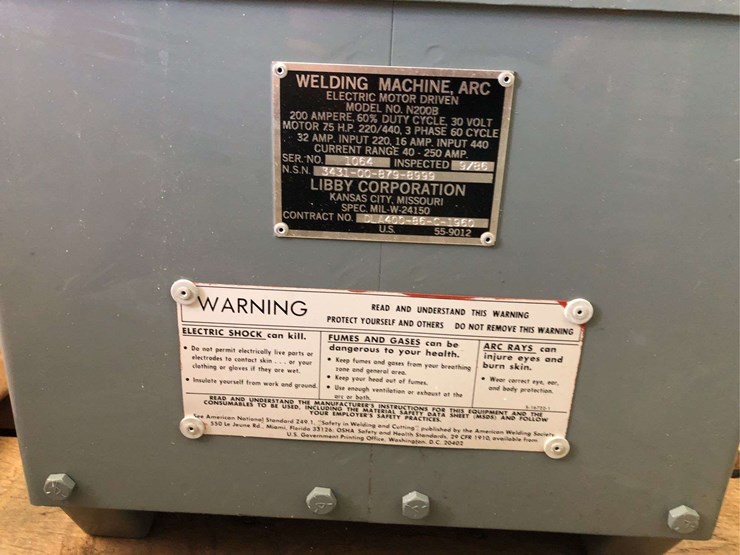 WELDING MACHINE, ARC
ELECTRIC MOTOR DRIVEN
MODEL NO. N200B
200 AMPERE, 60% DUTY CYCLE, 30 VOLT
MOTOR 7.5 H.P. 220/440, 3 PHASE 60 CYCLE
32 AMP. INPUT 220, 16 AMP. INPUT 440
CURRENT RANGE 40 - 250 AMP.
SER. NO. 1064 INSPECTED 9/86
N.S.N. 3431-00-879-8999
LIBBY CORPORATION
KANSAS CITY, MISSOURI
SPEC. MIL-W-24150
CONTRACT NO.
U.S. 55-9012
WARNING
READ AND UNDERSTAND THIS WARNING
PROTECT YOURSELF AND OTHERS DO NOT REMOVE THIS WARNING
ELECTRIC SHOCK can kill.
• Do not permit electrically live parts or
electrodes to contact skin . . . or your
clothing or gloves if they are wet.
• Insulate yourself from work and ground.
FUMES AND GASES can be
dangerous to your health.
• Keep fumes and gases from your breathing
zone and general area.
• Keep your head out of fumes.
• Use enough ventilation or exhaust at the
arc or both.
ARC RAYS can
injure eyes and
burn skin.
• Wear correct eye, ear,
and body protection.
READ AND UNDERSTAND THE MANUFACTURER'S INSTRUCTIONS FOR THIS EQUIPMENT AND THE
CONSUMABLES TO BE USED, INCLUDING THE MATERIAL SAFETY DATA SHEET (MSDS) AND FOLLOW
YOUR EMPLOYER'S SAFETY PRACTICES.
See American National Standard Z49.1, "Safety in Welding and Cutting" published by the American Welding Society
550 Le Jeune Rd., Miami, Florida 33126; OSHA Safety and Health Standards, 29 CFR 1910, available from
U.S. Government Printing Office, Washington, D.C. 20402